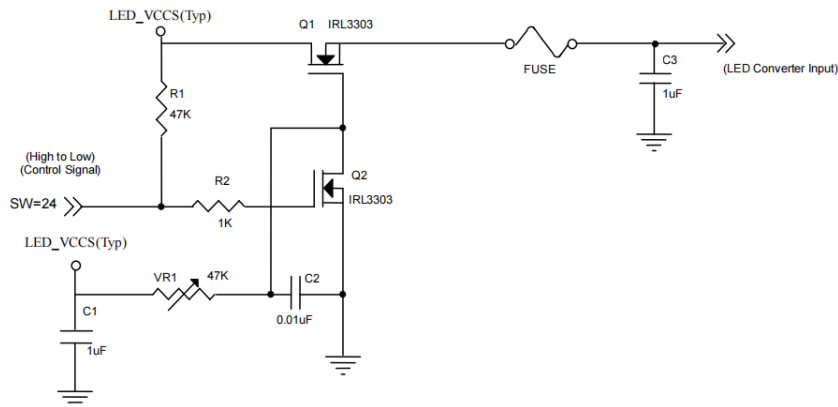 LED_VCCS(Typ)
Q1 IRL3303
R1
47K
FUSE
C3
1uF
(LED Converter Input)
(High to Low)
(Control Signal)
SW=24
R2
1K
Q2
IRL3303
LED_VCCS(Typ)
VR1 47K
C1
1uF
C2
0.01uF